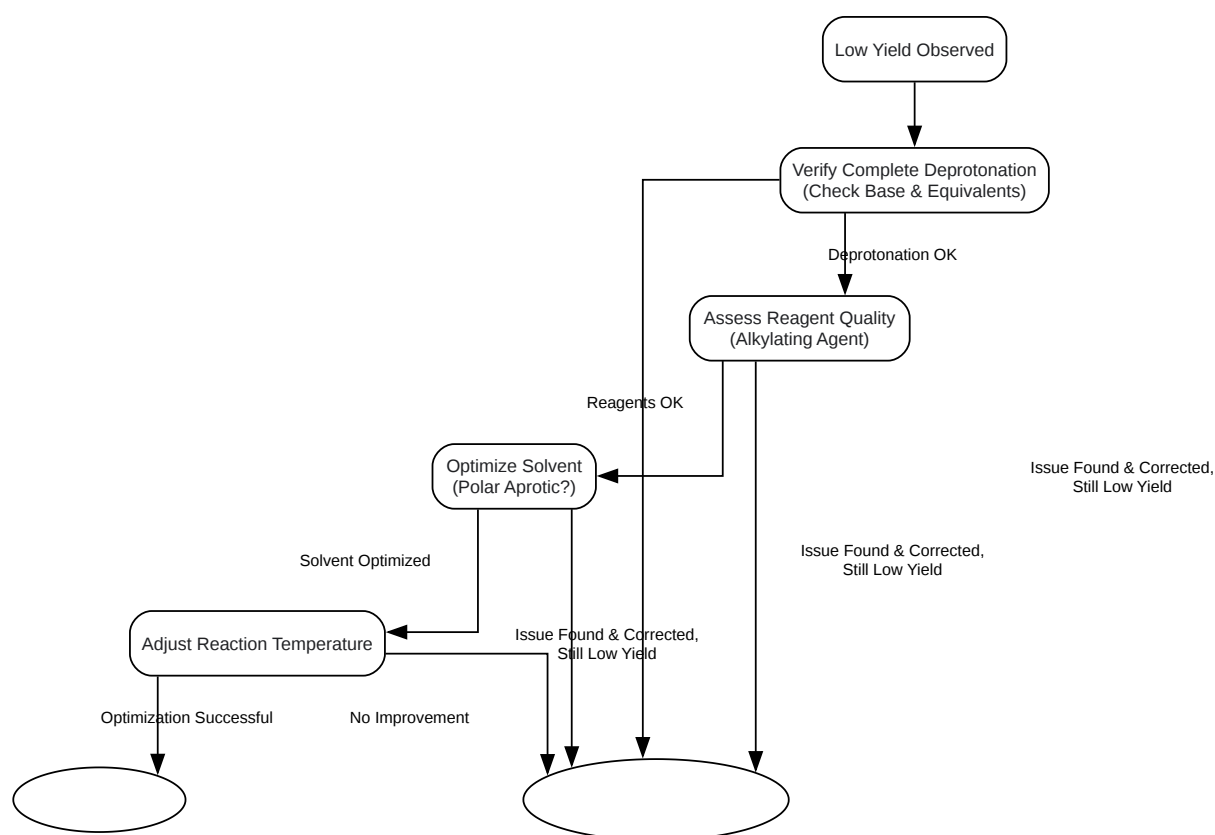 Low Yield Observed
Verify Complete Deprotonation
(Check Base & Equivalents)
Deprotonation OK
Assess Reagent Quality
(Alkylating Agent)
Reagents OK
Optimize Solvent
(Polar Aprotic?)
Issue Found & Corrected,
Still Low Yield
Issue Found & Corrected,
Still Low Yield
Solvent Optimized
Adjust Reaction Temperature
Issue Found & Corrected,
Still Low Yield
Optimization Successful
No Improvement